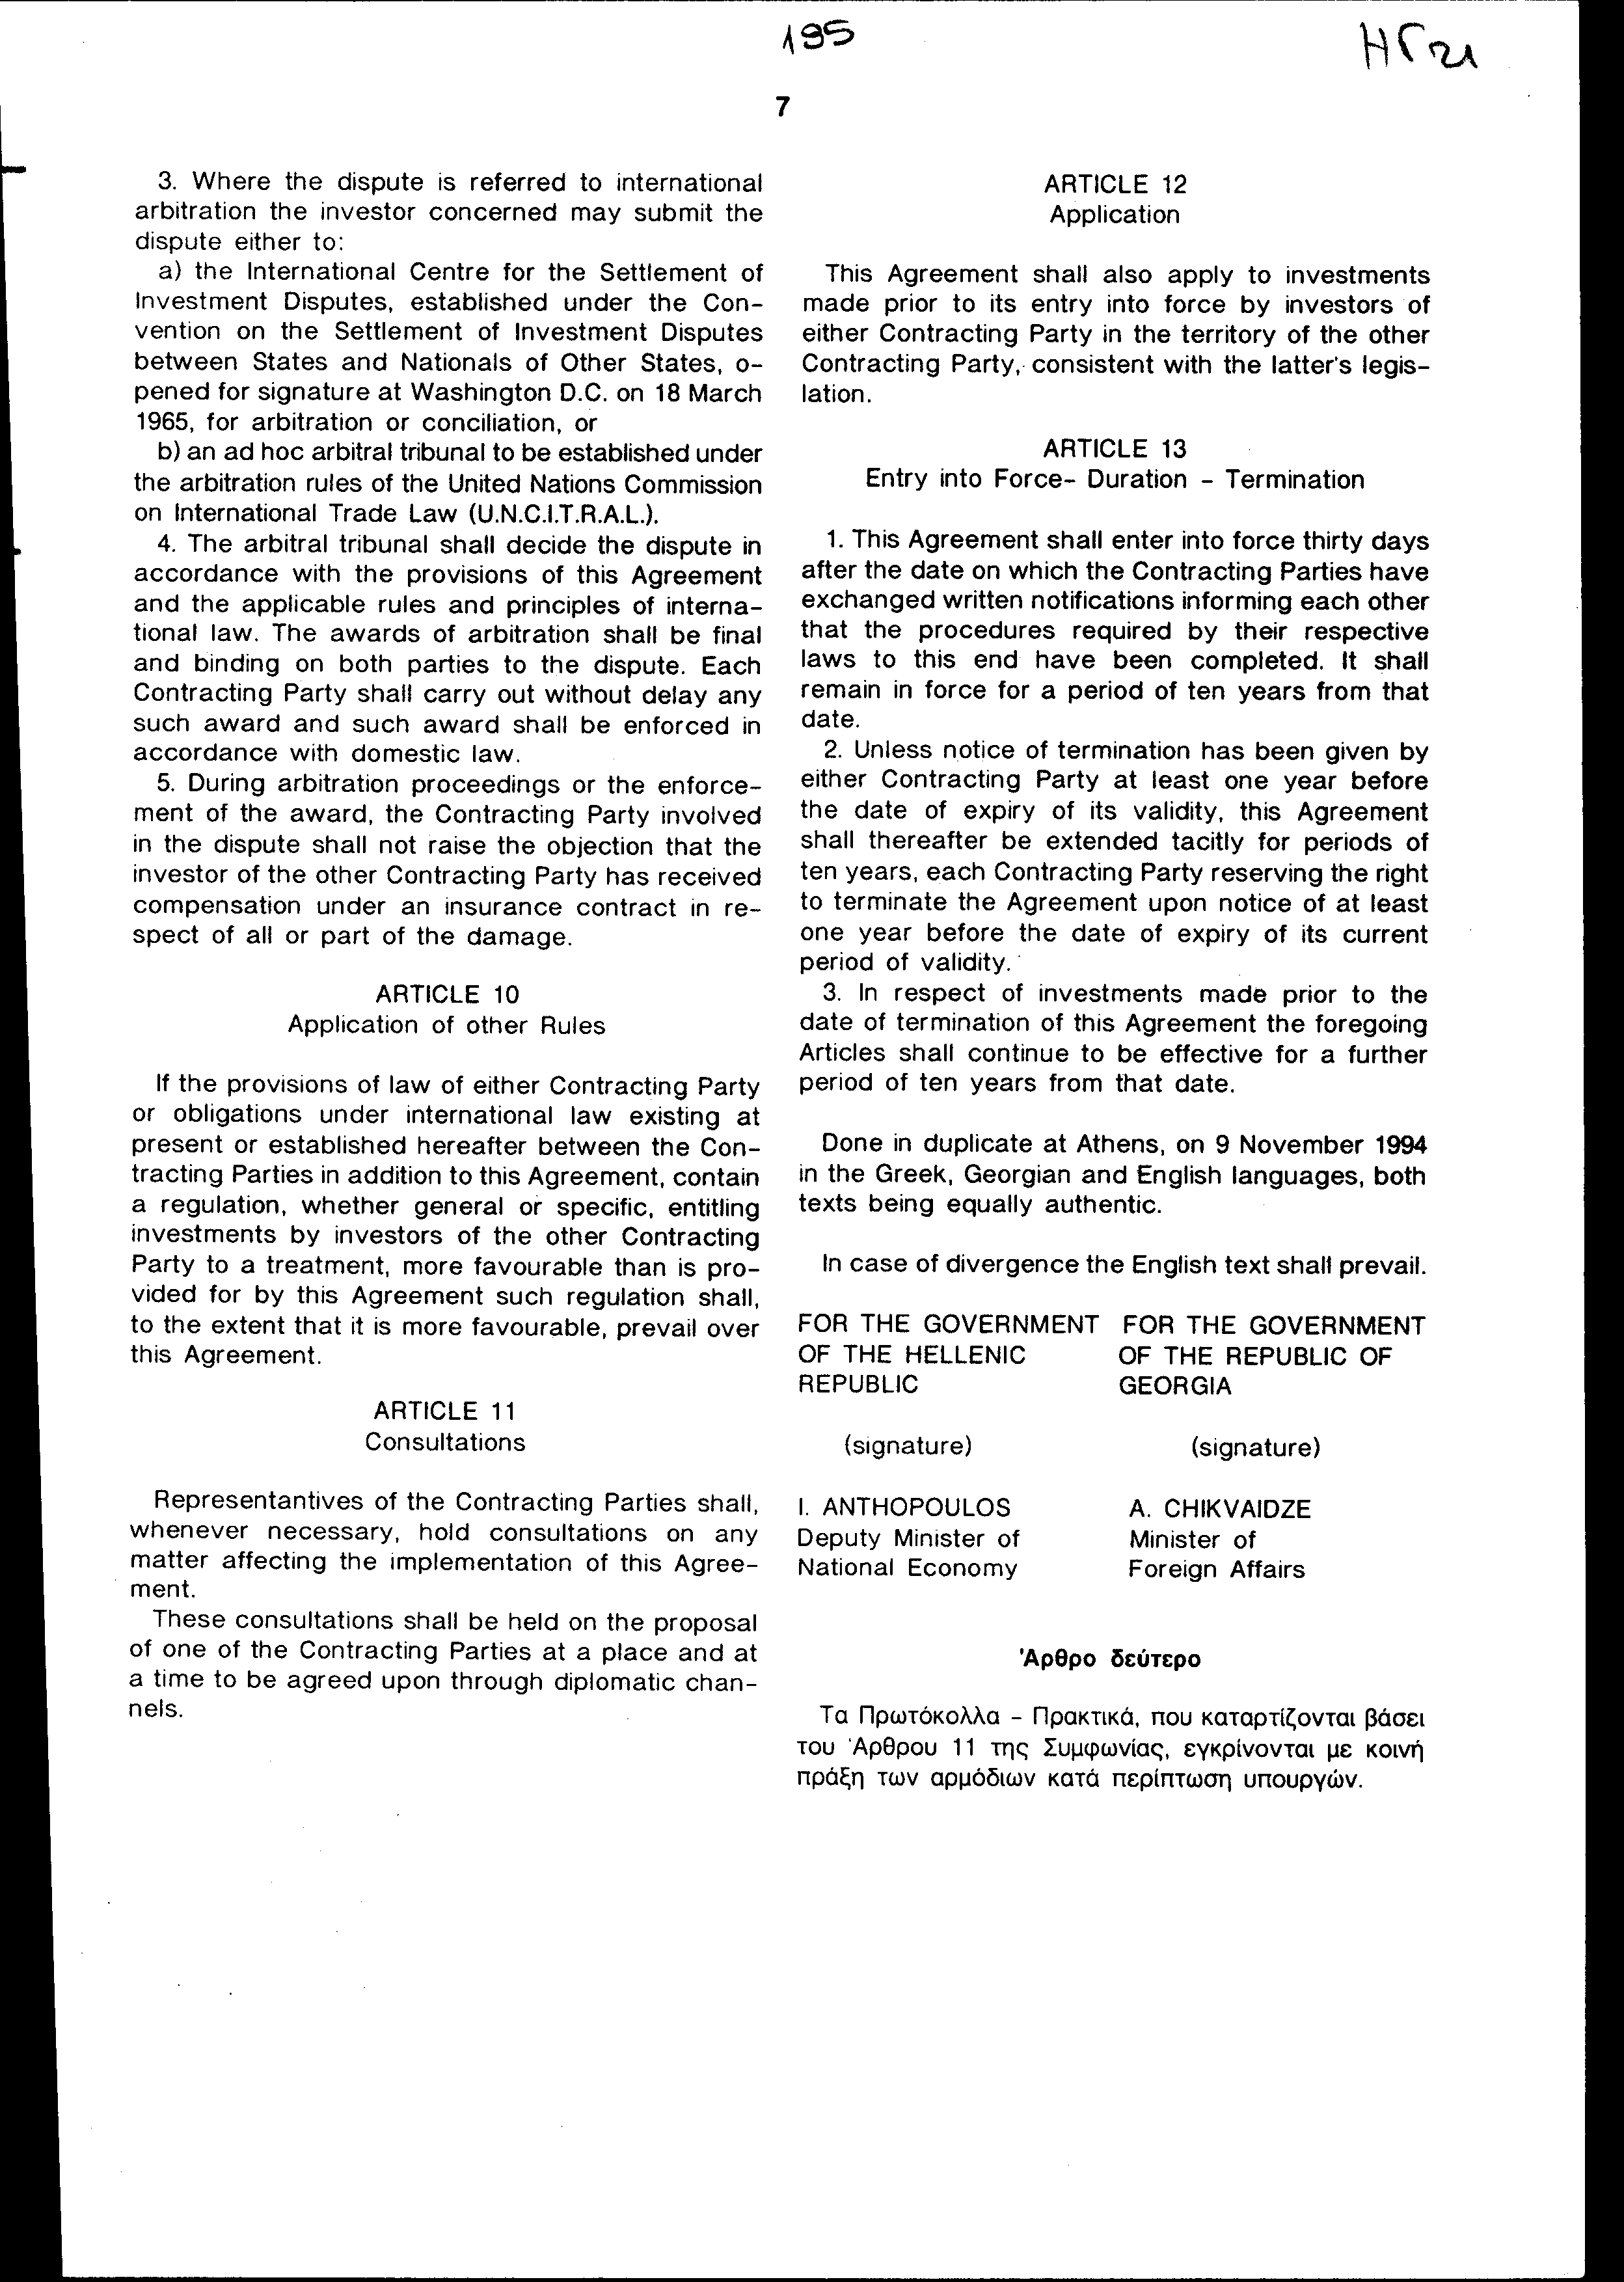 195
ΗΓ21
7
3. Where the dispute is referred to international
arbitration the investor concerned may submit the
dispute either to:
a) the International Centre for the Settlement of
Investment Disputes, established under the Con-
vention on the Settlement of Investment Disputes
between States and Nationals of Other States, o-
pened for signature at Washington D.C. on 18 March
1965, for arbitration or conciliation, or
b) an ad hoc arbitral tribunal to be established under
the arbitration rules of the United Nations Commission
on International Trade Law (U.N.C.I.T.R.A.L.).
4. The arbitral tribunal shall decide the dispute in
accordance with the provisions of this Agreement
and the applicable rules and principles of interna-
tional law. The awards of arbitration shall be final
and binding on both parties to the dispute. Each
Contracting Party shall carry out without delay any
such award and such award shall be enforced in
accordance with domestic law.
5. During arbitration proceedings or the enforce-
ment of the award, the Contracting Party involved
in the dispute shall not raise the objection that the
investor of the other Contracting Party has received
compensation under an insurance contract in re-
spect of all or part of the damage.
ARTICLE 10
Application of other Rules
If the provisions of law of either Contracting Party
or obligations under international law existing at
present or established hereafter between the Con-
tracting Parties in addition to this Agreement, contain
a regulation, whether general or specific, entitling
investments by investors of the other Contracting
Party to a treatment, more favourable than is pro-
vided for by this Agreement such regulation shall,
to the extent that it is more favourable, prevail over
this Agreement.
ARTICLE 11
Consultations
Representantives of the Contracting Parties shall,
whenever necessary, hold consultations on any
matter affecting the implementation of this Agree-
ment.
These consultations shall be held on the proposal
of one of the Contracting Parties at a place and at
a time to be agreed upon through diplomatic chan-
nels.
ARTICLE 12
Application
This Agreement shall also apply to investments
made prior to its entry into force by investors of
either Contracting Party in the territory of the other
Contracting Party, consistent with the latter's legis-
lation.
ARTICLE 13
Entry into Force- Duration - Termination
1. This Agreement shall enter into force thirty days
after the date on which the Contracting Parties have
exchanged written notifications informing each other
that the procedures required by their respective
laws to this end have been completed. It shall
remain in force for a period of ten years from that
date.
2. Unless notice of termination has been given by
either Contracting Party at least one year before
the date of expiry of its validity, this Agreement
shall thereafter be extended tacitly for periods of
ten years, each Contracting Party reserving the right
to terminate the Agreement upon notice of at least
one year before the date of expiry of its current
period of validity.
3. In respect of investments made prior to the
date of termination of this Agreement the foregoing
Articles shall continue to be effective for a further
period of ten years from that date.
Done in duplicate at Athens, on 9 November 1994
in the Greek, Georgian and English languages, both
texts being equally authentic.
In case of divergence the English text shall prevail.
FOR THE GOVERNMENT FOR THE GOVERNMENT
OF THE HELLENIC OF THE REPUBLIC OF
REPUBLIC GEORGIA
(signature) (signature)
I. ANTHOPOULOS A. CHIKVAIDZE
Deputy Minister of Minister of
National Economy Foreign Affairs
Άρθρο δεύτερο
Τα Πρωτόκολλα - Πρακτικά, που καταρτίζονται βάσει
του Άρθρου 11 της Συμφωνίας, εγκρίνονται με κοινή
πράξη των αρμόδιων κατά περίπτωση υπουργών.